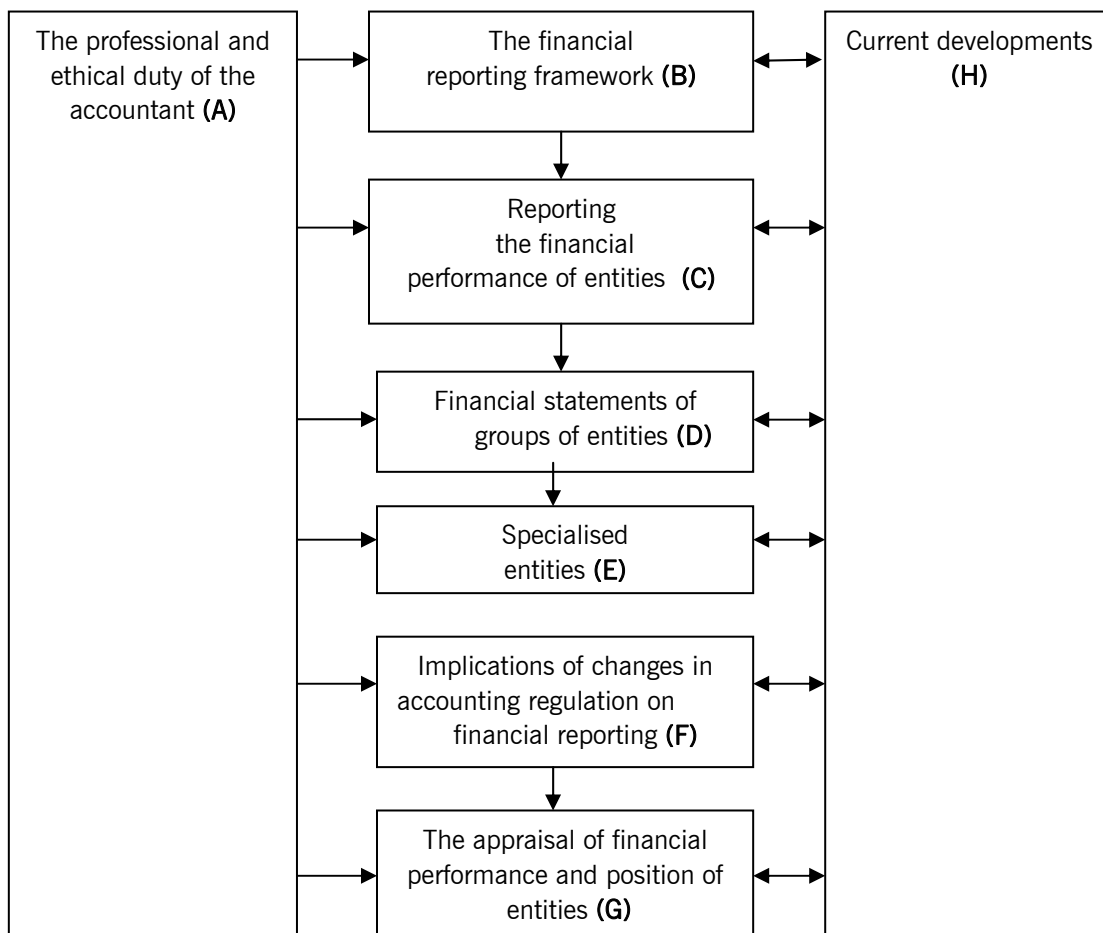 The professional and
ethical duty of the
accountant (A)
The financial
reporting framework (B)
Current developments
(H)
Reporting
the financial
performance of entities (C)
Financial statements of
groups of entities (D)
Specialised
entities (E)
Implications of changes in
accounting regulation on
financial reporting (F)
The appraisal of financial
performance and position of
entities (G)